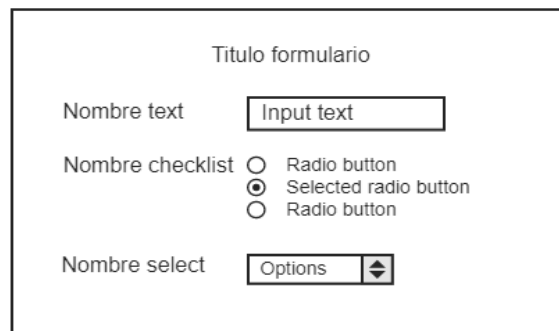 Titulo formulario
Nombre text Input text
Nombre checklist Radio button
Selected radio button
Radio button
Nombre select Options